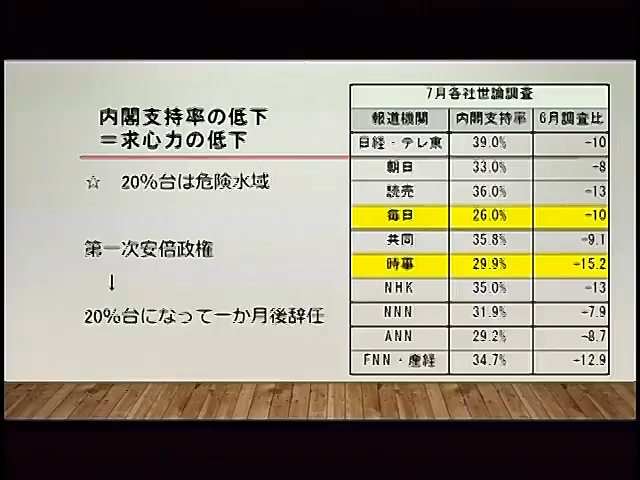 内閣支持率の低下
＝求心力の低下
☆ 20%台は危険水域
第一次安倍政権
↓
20%台になって一か月後辞任
7月各社世論調査
報道機関 内閣支持率 6月調査比
日経・テレ東 39.0% -10
朝日 33.0% -8
読売 36.0% -13
毎日 26.0% -10
共同 35.8% -9.1
時事 29.9% -15.2
NHK 35.0% -13
NNN 31.9% -7.9
ANN 29.2% -8.7
FNN・産経 34.7% -12.9